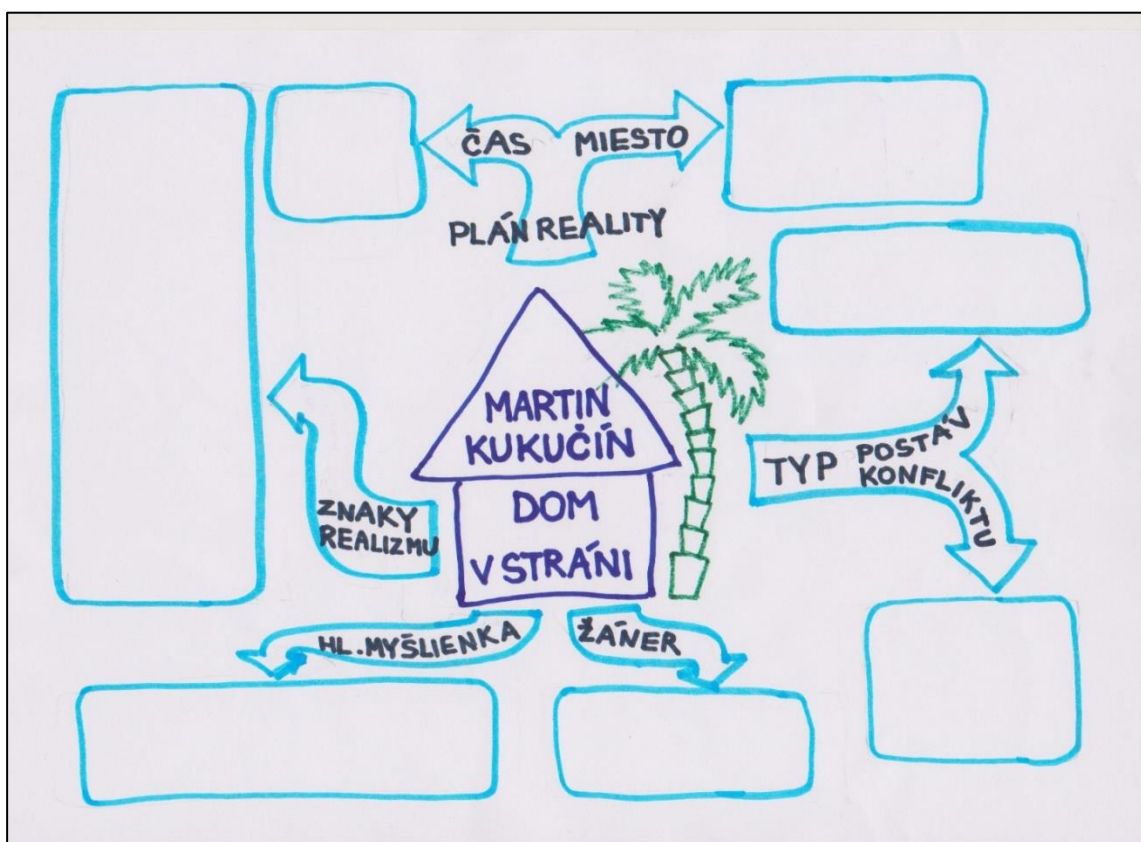 ČAS MIESTO
PLÁN REALITY
MARTIN
KUKUČÍN
DOM
V STRÁNI
TYP POSTÁV
KONFLIKTU
ZNAKY
REALIZMU
HL. MYŠLIENKA
ŽÁNER